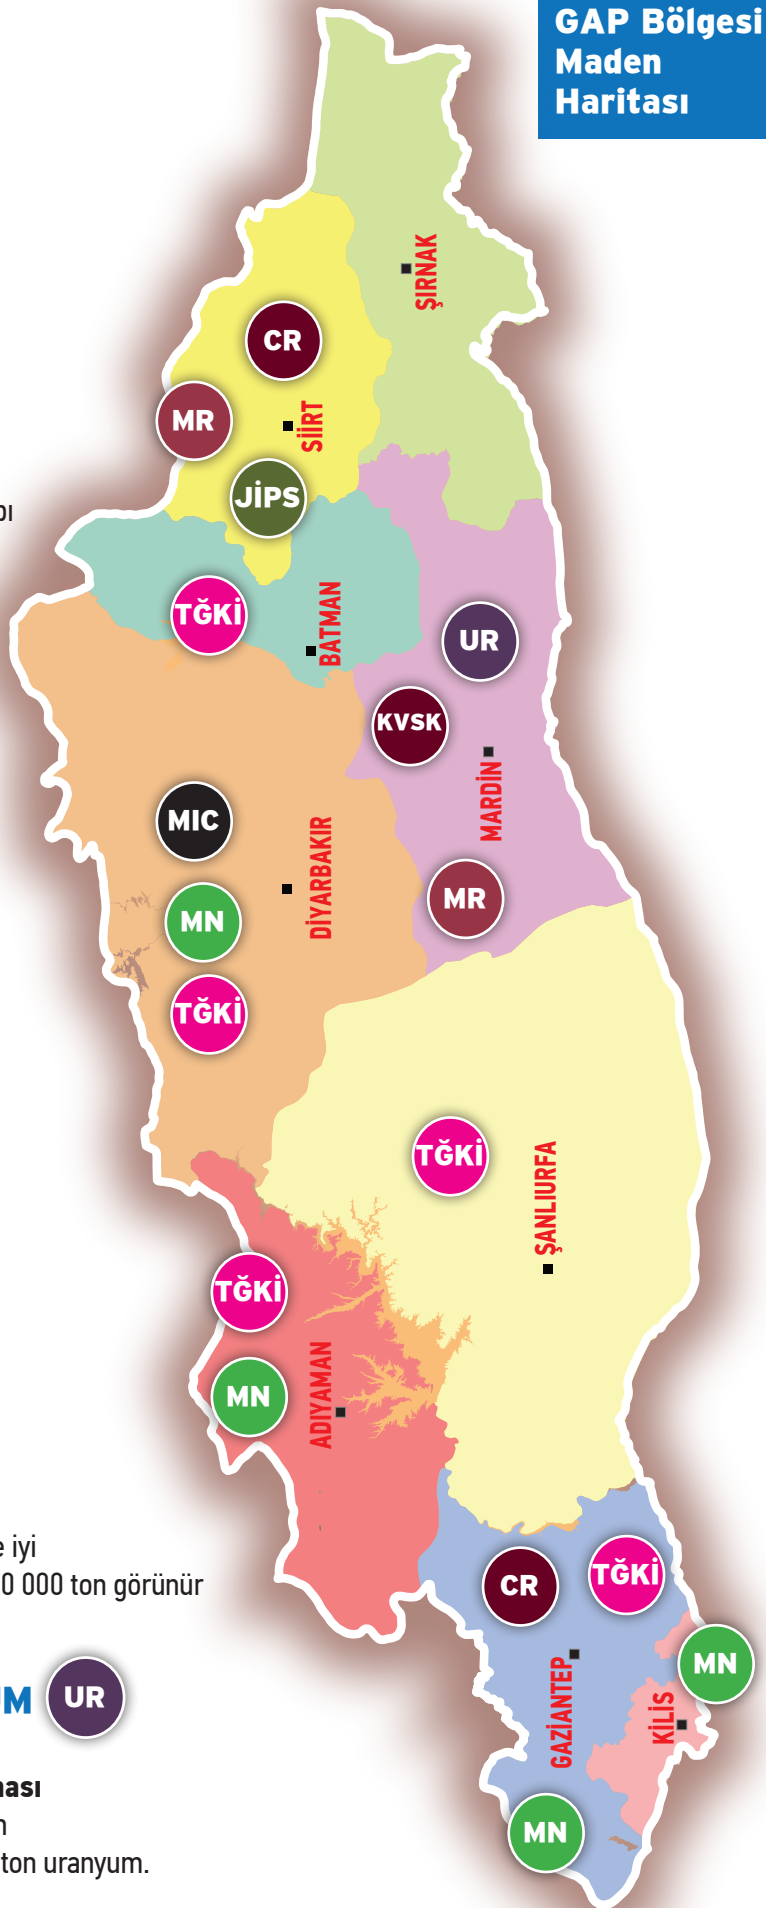 GAP Bölgesi
Maden
Haritası
ŞIRNAK
CR
MR
SİİRT
JİPS
TĞKİ
BATMAN
UR
KVSK
MARDİN
MIC
DİYARBAKIR
MN
MR
TĞKİ
TĞKİ
ŞANLIURFA
TĞKİ
ADIYAMAN
MN
iyi
0 000 ton görünür
CR
TĞKİ
MN
GAZİANTEP
KİLİS
UR
MN
ton uranyum.